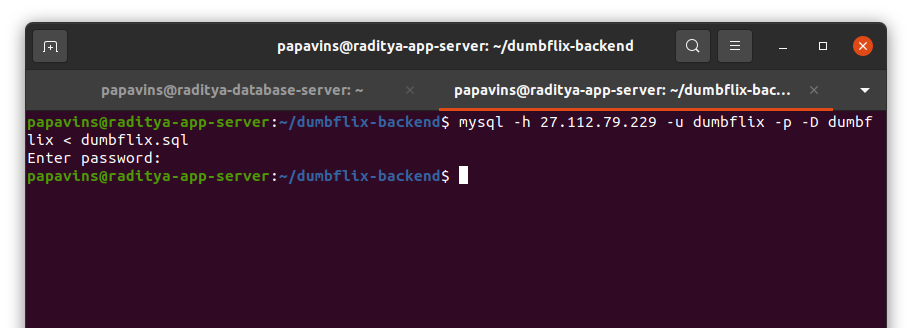 papavins@raditya-app-server: ~/dumbflix-backend
papavins@raditya-database-server: ~
papavins@raditya-app-server: ~/dumbflix-bac...
papavins@raditya-app-server:~/dumbflix-backend$ mysql -h 27.112.79.229 -u dumbflix -p -D dumbf
lix < dumbflix.sql
Enter password:
papavins@raditya-app-server:~/dumbflix-backend$